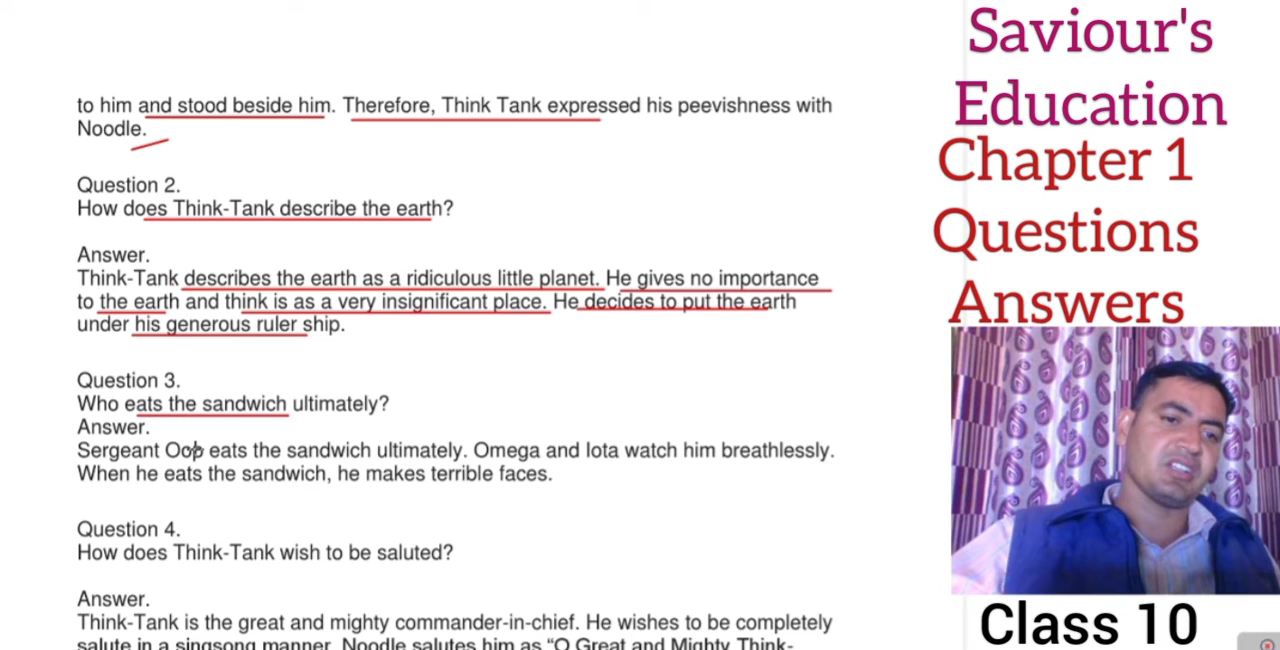 to him and stood beside him. Therefore, Think Tank expressed his peevishness with
Noodle.
Question 2.
How does Think-Tank describe the earth?
Answer.
Think-Tank describes the earth as a ridiculous little planet. He gives no importance
to the earth and think is as a very insignificant place. He decides to put the earth
under his generous ruler ship.
Question 3.
Who eats the sandwich ultimately?
Answer.
Sergeant Oop eats the sandwich ultimately. Omega and Iota watch him breathlessly.
When he eats the sandwich, he makes terrible faces.
Question 4.
How does Think-Tank wish to be saluted?
Answer.
Think-Tank is the great and mighty commander-in-chief. He wishes to be completely
salute in a singsong manner. Noodle salutes him as “O Great and Mighty Think-
Saviour's
Education
Chapter 1
Questions
Answers
Class 10